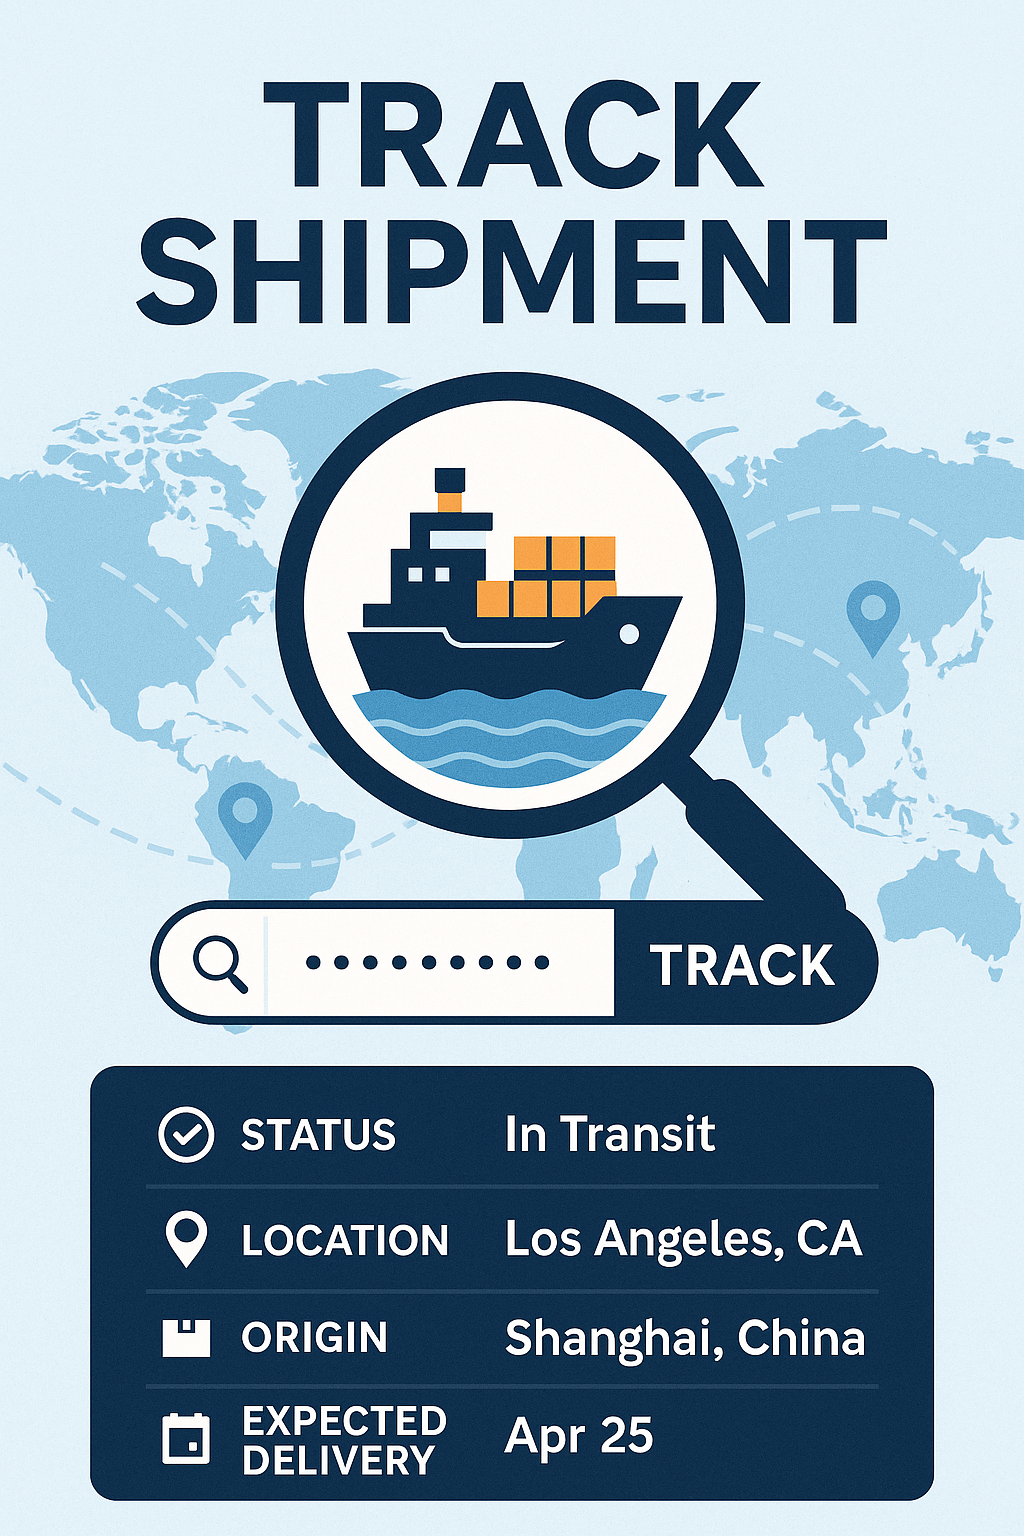 TRACK
SHIPMENT
TRACK
STATUS In Transit
LOCATION Los Angeles, CA
ORIGIN Shanghai, China
EXPECTED
DELIVERY Apr 25